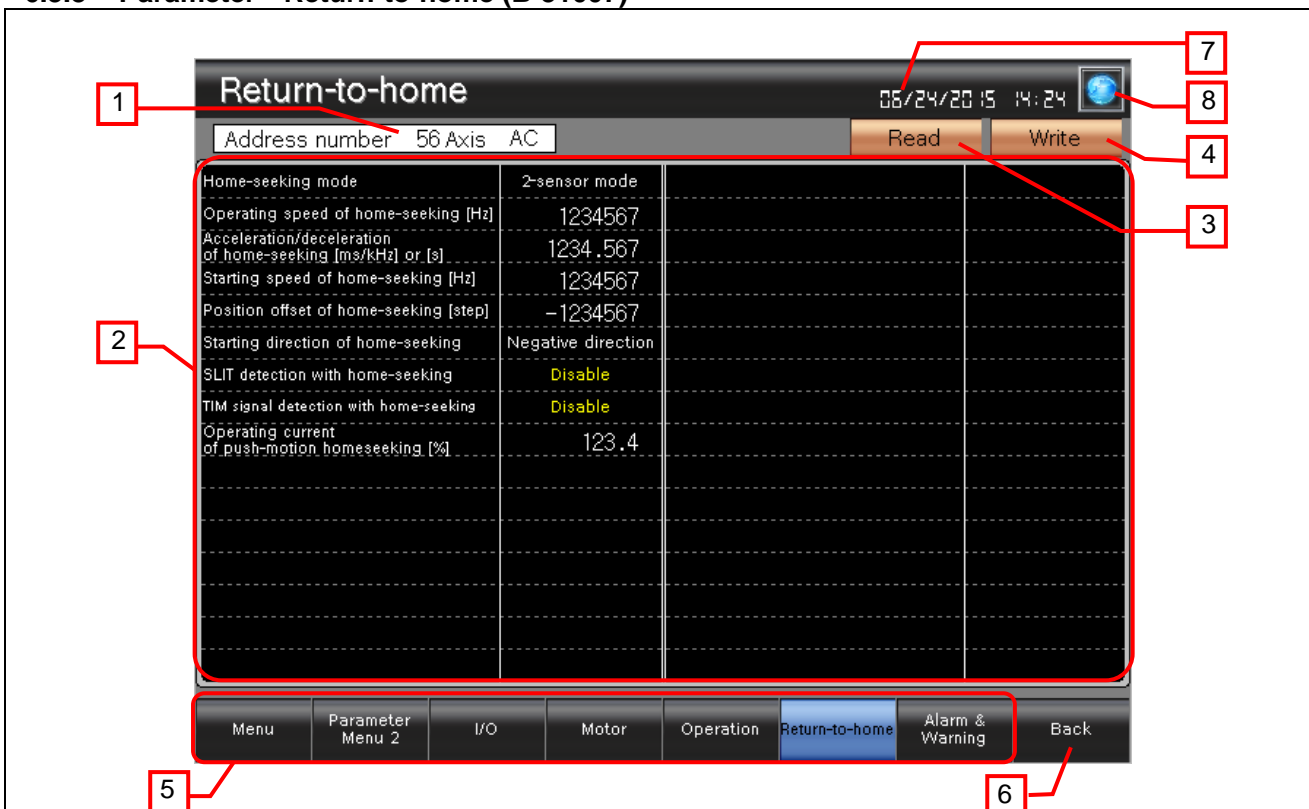 Return-to-home
06/24/2015 14:24
Address number 56 Axis AC
Read
Write
Home-seeking mode 2-sensor mode
Operating speed of home-seeking [Hz] 1234567
Acceleration/deceleration
of home-seeking [ms/kHz] or [s] 1234.567
Starting speed of home-seeking [Hz] 1234567
Position offset of home-seeking [step] -1234567
Starting direction of home-seeking Negative direction
SLIT detection with home-seeking Disable
TIM signal detection with home-seeking Disable
Operating current
of push-motion homeseeking [%] 123.4
Menu
Parameter
Menu 2
I/O
Motor
Operation
Return-to-home
Alarm &
Warning
Back
1
2
3
4
5
6
7
8